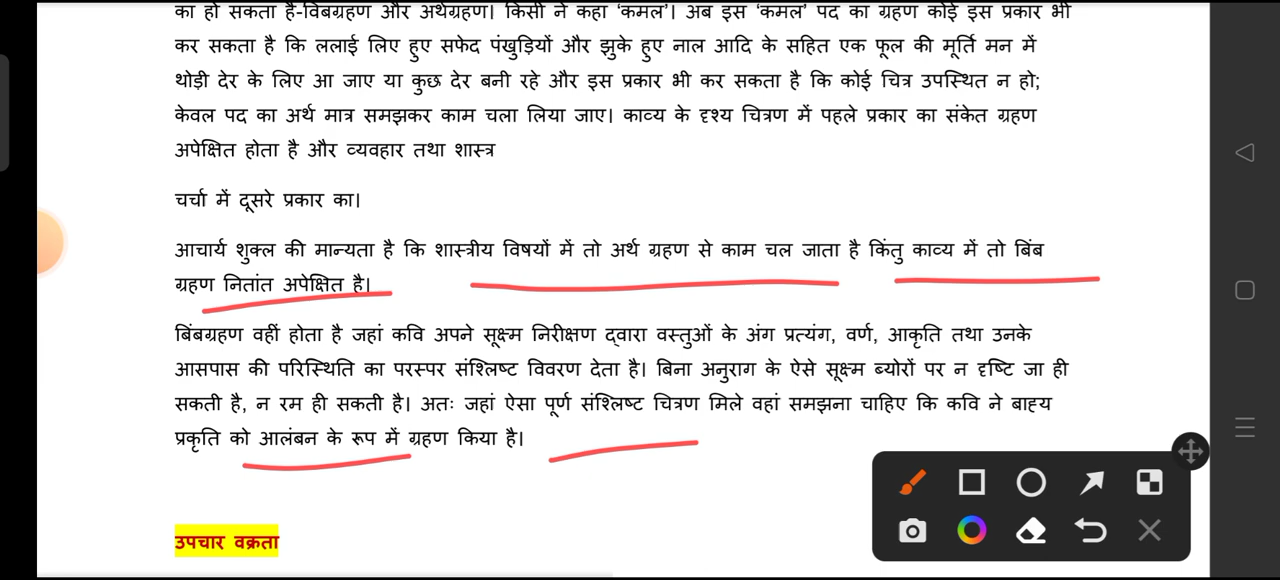 का हो सकता है-विंबग्रहण और अर्थग्रहण। किसी ने कहा ‘कमल’। अब इस ‘कमल’ पद का ग्रहण कोई इस प्रकार भी
कर सकता है कि ललाई लिए हुए सफेद पंखुड़ियों और झुके हुए नाल आदि के सहित एक फूल की मूर्ति मन में
थोड़ी देर के लिए आ जाए या कुछ देर बनी रहे और इस प्रकार भी कर सकता है कि कोई चित्र उपस्थित न हो;
केवल पद का अर्थ मात्र समझकर काम चला लिया जाए। काव्य के दृश्य चित्रण में पहले प्रकार का संकेत ग्रहण
अपेक्षित होता है और व्यवहार तथा शास्त्र
चर्चा में दूसरे प्रकार का।
आचार्य शुक्ल की मान्यता है कि शास्त्रीय विषयों में तो अर्थ ग्रहण से काम चल जाता है किंतु काव्य में तो बिंब
ग्रहण नितांत अपेक्षित है।
बिंबग्रहण वहीं होता है जहां कवि अपने सूक्ष्म निरीक्षण द्वारा वस्तुओं के अंग प्रत्यंग, वर्ण, आकृति तथा उनके
आसपास की परिस्थिति का परस्पर संश्लिष्ट विवरण देता है। बिना अनुराग के ऐसे सूक्ष्म ब्योरों पर न दृष्टि जा ही
सकती है, न रम ही सकती है। अतः जहां ऐसा पूर्ण संश्लिष्ट चित्रण मिले वहां समझना चाहिए कि कवि ने बाह्य
प्रकृति को आलंबन के रूप में ग्रहण किया है।
उपचार वक्रता